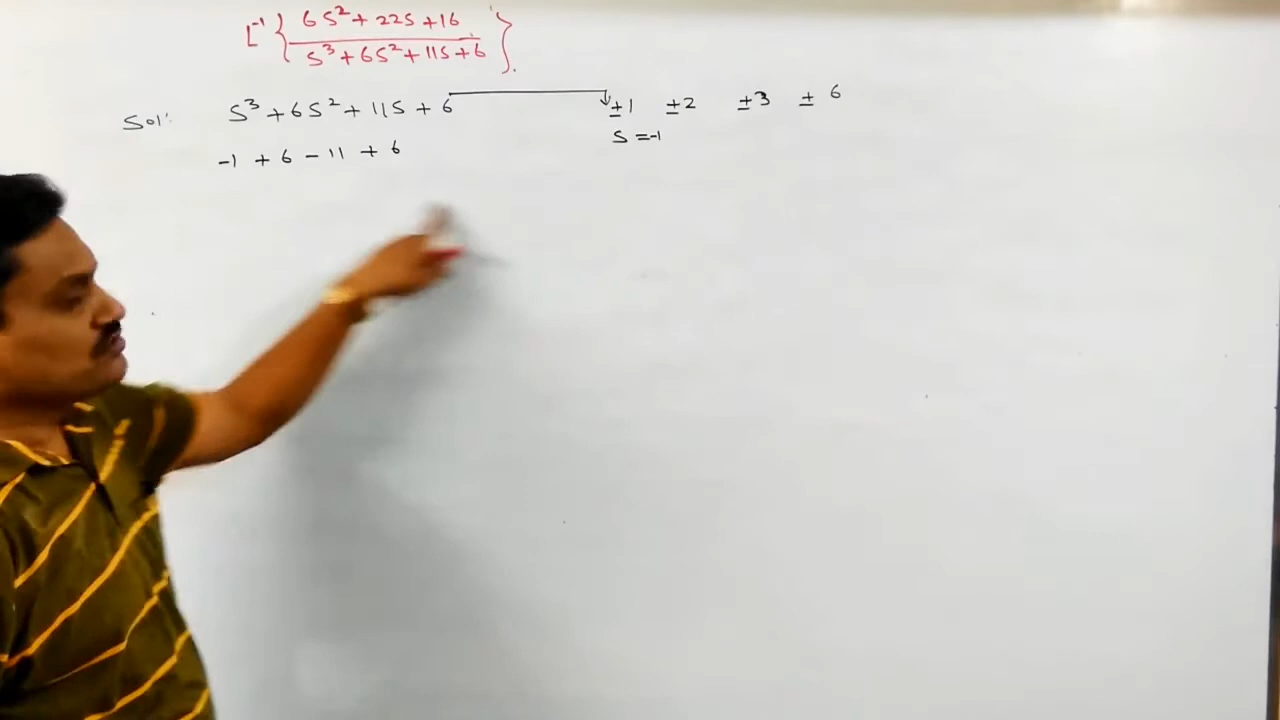 L⁻¹ { 6S² + 22S + 16 / S³ + 6S² + 11S + 6 }.
Sol: S³ + 6S² + 11S + 6 → ±1 ±2 ±3 ±6
S = -1
-1 + 6 - 11 + 6